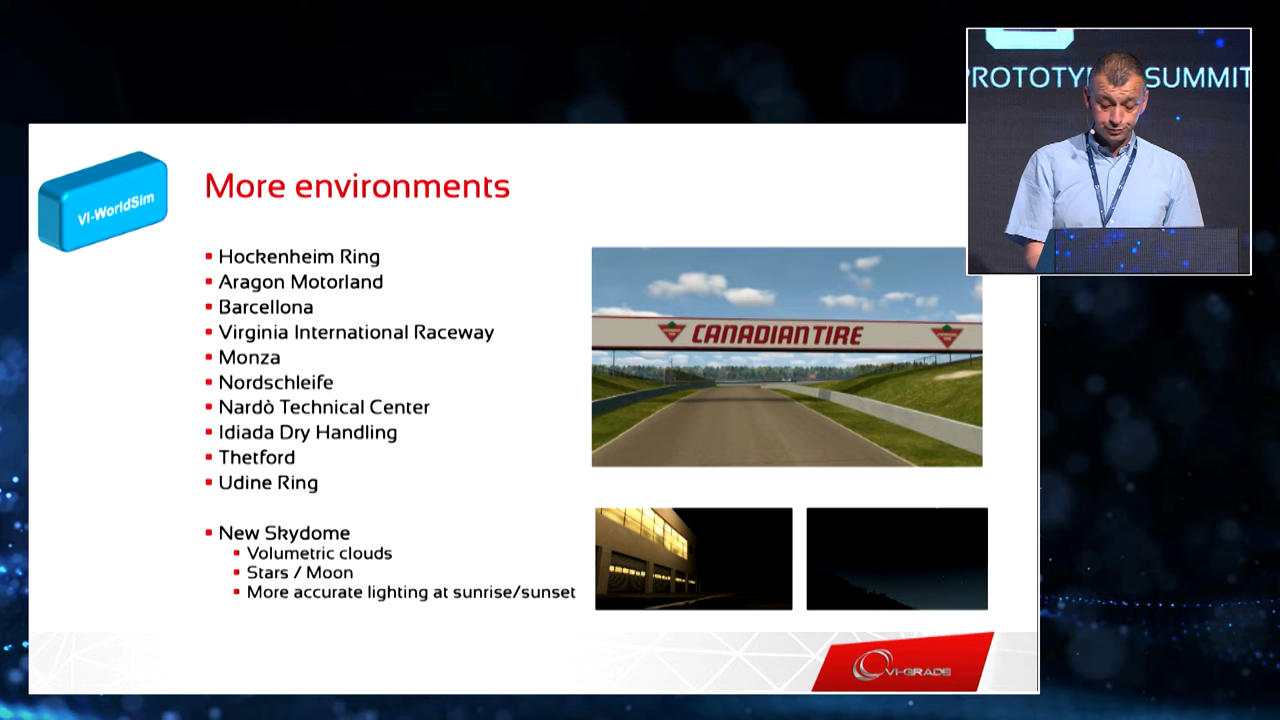 PROTOTYP SUMMIT
VI-WorldSim
More environments
Hockenheim Ring
Aragon Motorland
Barcellona
Virginia International Raceway
Monza
Nordschleife
Nardò Technical Center
Idiada Dry Handling
Thetford
Udine Ring
New Skydome
Volumetric clouds
Stars / Moon
More accurate lighting at sunrise/sunset
CANADIAN TIRE
VI-GRADE